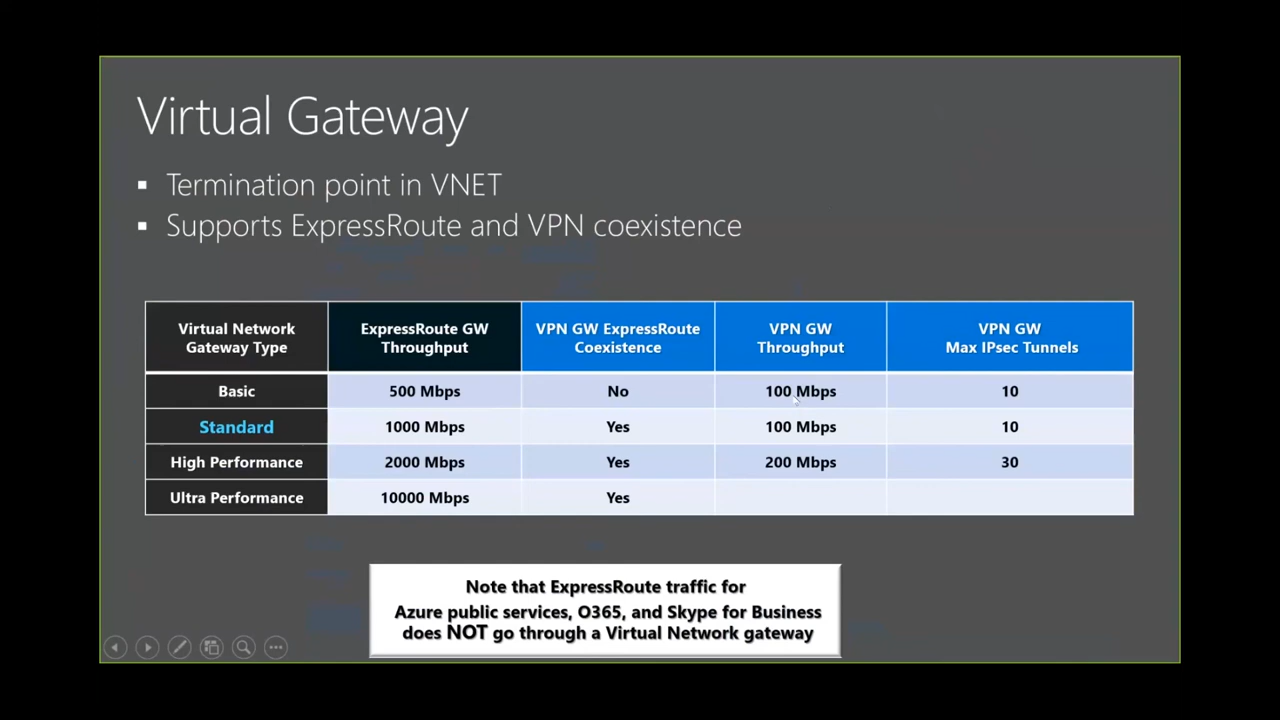 Virtual Gateway
Termination point in VNET
Supports ExpressRoute and VPN coexistence
Virtual Network Gateway Type
ExpressRoute GW Throughput
VPN GW ExpressRoute Coexistence
VPN GW Throughput
VPN GW Max IPsec Tunnels
Basic 500 Mbps No 100 Mbps 10
Standard 1000 Mbps Yes 100 Mbps 10
High Performance 2000 Mbps Yes 200 Mbps 30
Ultra Performance 10000 Mbps Yes
Note that ExpressRoute traffic for
Azure public services, O365, and Skype for Business
does NOT go through a Virtual Network gateway